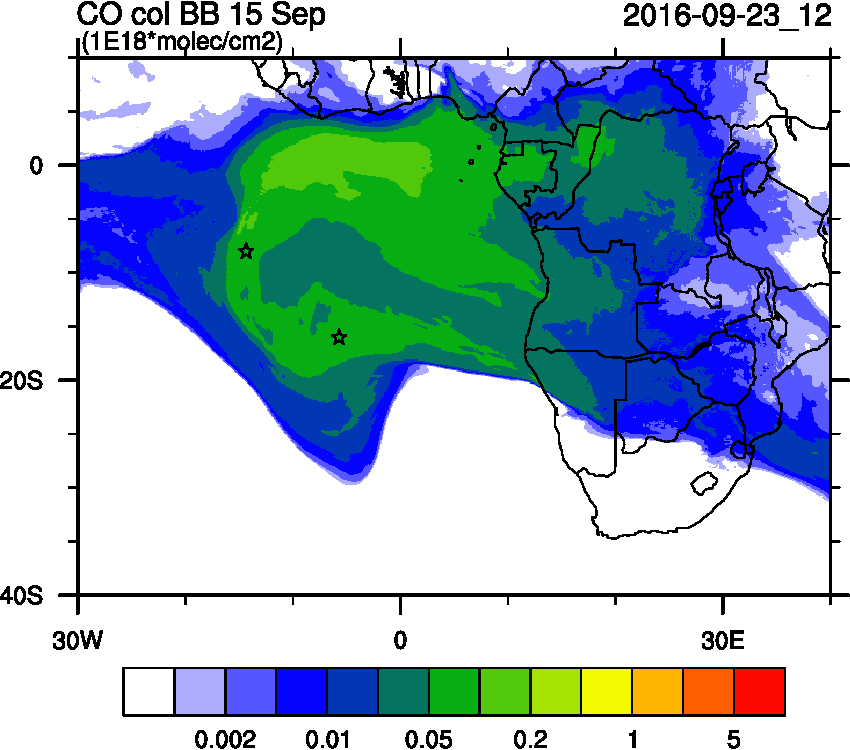 CO col BB 15 Sep 2016-09-23_12
(1E18*molec/cm2)
0
20S
40S
30W 0 30E
0.002 0.01 0.05 0.2 1 5